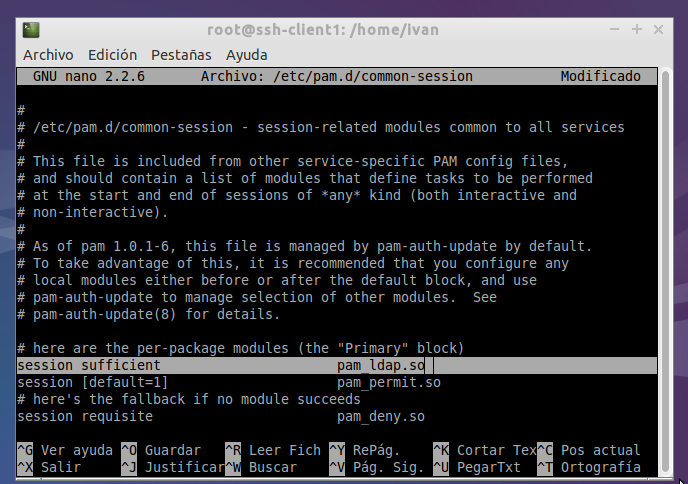 root@ssh-client1: /home/ivan
Archivo Edición Pestañas Ayuda
GNU nano 2.2.6 Archivo: /etc/pam.d/common-session Modificado
#
# /etc/pam.d/common-session - session-related modules common to all services
#
# This file is included from other service-specific PAM config files,
# and should contain a list of modules that define tasks to be performed
# at the start and end of sessions of *any* kind (both interactive and
# non-interactive).
#
# As of pam 1.0.1-6, this file is managed by pam-auth-update by default.
# To take advantage of this, it is recommended that you configure any
# local modules either before or after the default block, and use
# pam-auth-update to manage selection of other modules.  See
# pam-auth-update(8) for details.
# here are the per-package modules (the "Primary" block)
session sufficient pam_ldap.so
session [default=1] pam_permit.so
# here's the fallback if no module succeeds
session requisite pam_deny.so
^G Ver ayuda ^O Guardar ^R Leer Fich ^Y RePág. ^K Cortar Tex ^C Pos actual
^X Salir ^J Justificar ^W Buscar ^V Pág. Sig. ^U PegarTxt ^T Ortografía